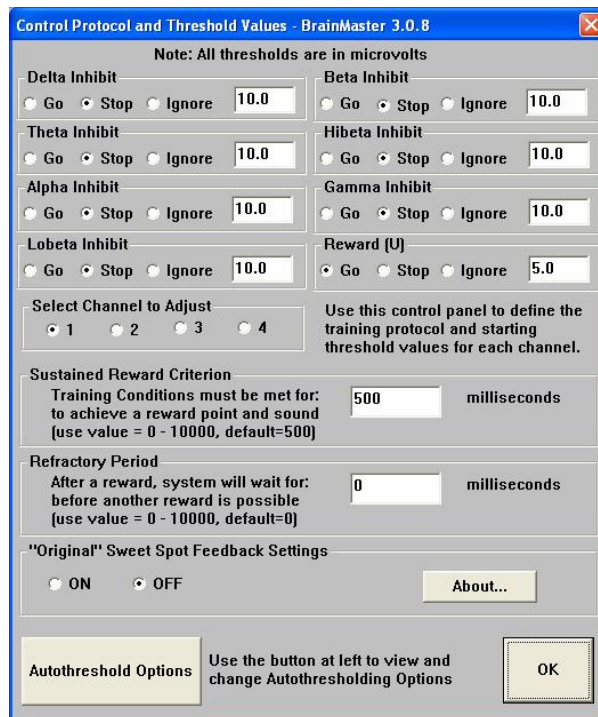 Control Protocol and Threshold Values - BrainMaster 3.0.8
Note: All thresholds are in microvolts
Delta Inhibit
Go Stop Ignore 10.0
Beta Inhibit
Go Stop Ignore 10.0
Theta Inhibit
Go Stop Ignore 10.0
Hibeta Inhibit
Go Stop Ignore 10.0
Alpha Inhibit
Go Stop Ignore 10.0
Gamma Inhibit
Go Stop Ignore 10.0
Lobeta Inhibit
Go Stop Ignore 10.0
Reward (U)
Go Stop Ignore 5.0
Select Channel to Adjust
1 2 3 4
Use this control panel to define the
training protocol and starting
threshold values for each channel.
Sustained Reward Criterion
Training Conditions must be met for:
to achieve a reward point and sound
(use value = 0 - 10000, default=500)
500 milliseconds
Refractory Period
After a reward, system will wait for:
before another reward is possible
(use value = 0 - 10000, default=0)
0 milliseconds
"Original" Sweet Spot Feedback Settings
ON OFF
About...
Autothreshold Options
Use the button at left to view and
change Autothresholding Options
OK